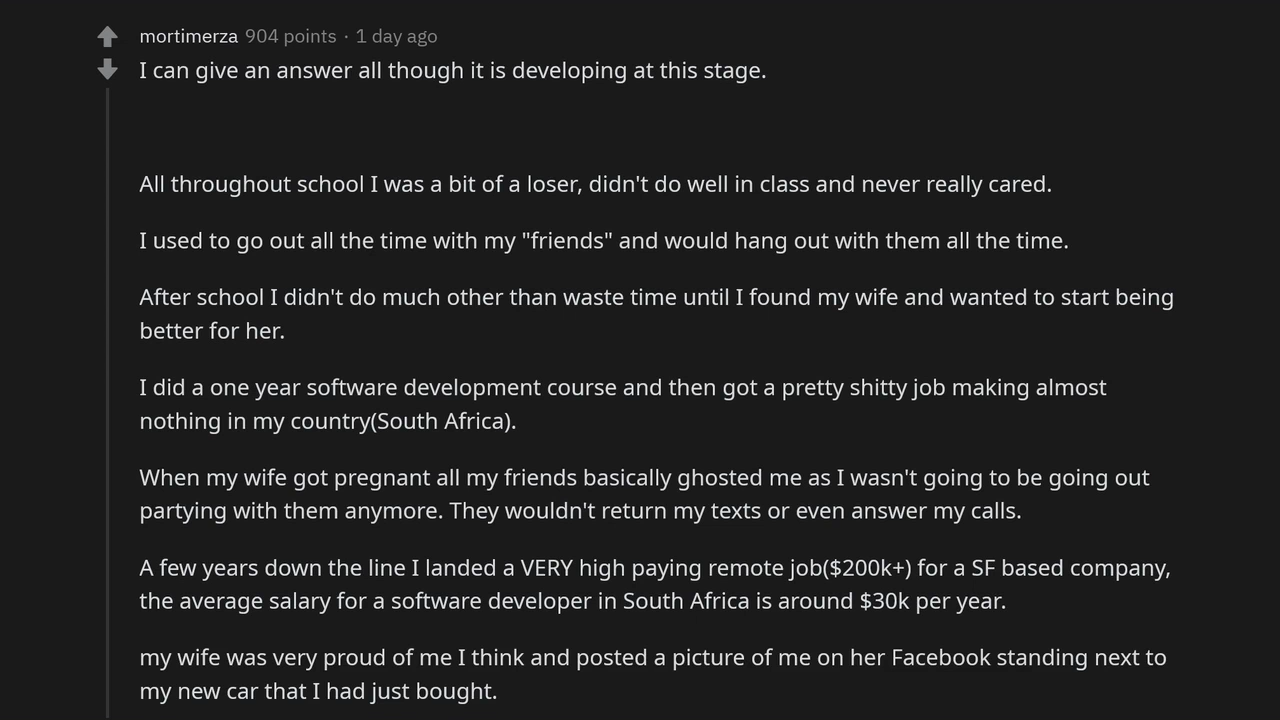 mortimerza 904 points · 1 day ago
I can give an answer all though it is developing at this stage.
All throughout school I was a bit of a loser, didn't do well in class and never really cared.
I used to go out all the time with my "friends" and would hang out with them all the time.
After school I didn't do much other than waste time until I found my wife and wanted to start being
better for her.
I did a one year software development course and then got a pretty shitty job making almost
nothing in my country(South Africa).
When my wife got pregnant all my friends basically ghosted me as I wasn't going to be going out
partying with them anymore. They wouldn't return my texts or even answer my calls.
A few years down the line I landed a VERY high paying remote job($200k+) for a SF based company,
the average salary for a software developer in South Africa is around $30k per year.
my wife was very proud of me I think and posted a picture of me on her Facebook standing next to
my new car that I had just bought.